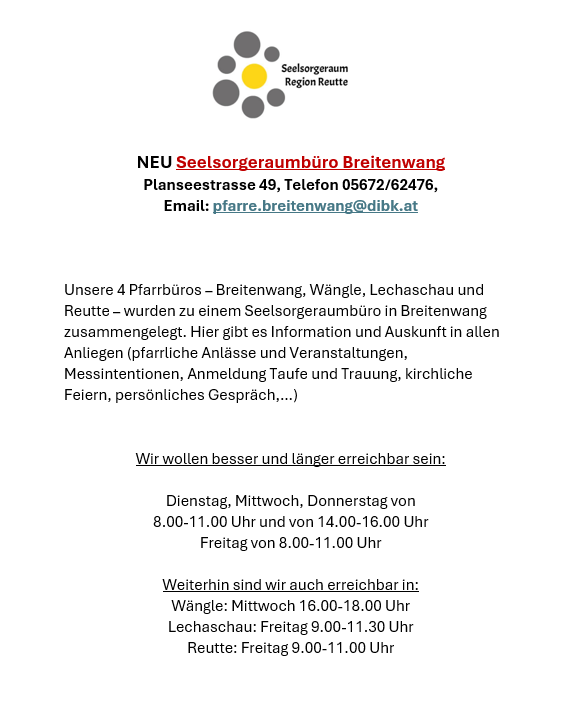 Seelsorgeraum
Region Reutte
NEU Seelsorgeraumbüro Breitenwang
Planseestrasse 49, Telefon 05672/62476,
Email: pfarre.breitenwang@dibk.at
Unsere 4 Pfarrbüros – Breitenwang, Wängle, Lechaschau und
Reutte – wurden zu einem Seelsorgeraumbüro in Breitenwang
zusammengelegt. Hier gibt es Information und Auskunft in allen
Anliegen (pfarrliche Anlässe und Veranstaltungen,
Messintentionen, Anmeldung Taufe und Trauung, kirchliche
Feiern, persönliches Gespräch,...)
Wir wollen besser und länger erreichbar sein:
Dienstag, Mittwoch, Donnerstag von
8.00-11.00 Uhr und von 14.00-16.00 Uhr
Freitag von 8.00-11.00 Uhr
Weiterhin sind wir auch erreichbar in:
Wängle: Mittwoch 16.00-18.00 Uhr
Lechaschau: Freitag 9.00-11.30 Uhr
Reutte: Freitag 9.00-11.00 Uhr